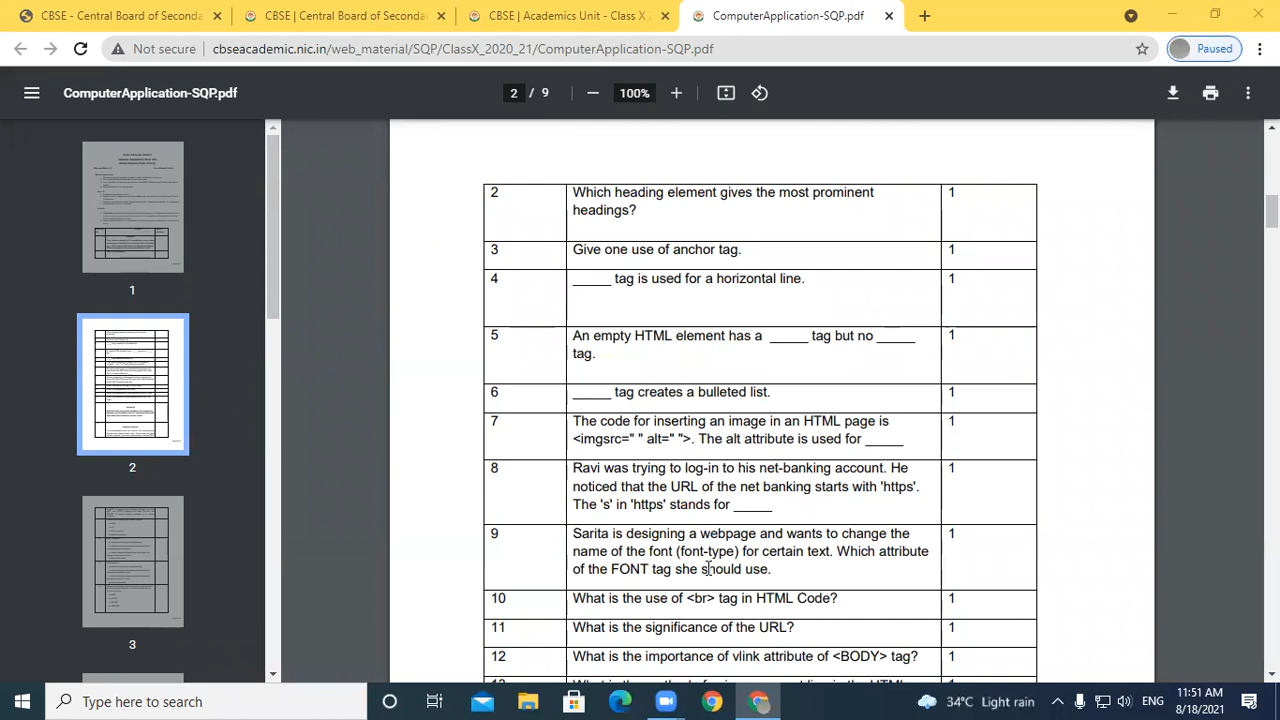 CBSE - Central Board of Seconda
CBSE | Central Board of Seconda
CBSE | Academics Unit - Class X 2
ComputerApplication-SQP.pdf
Not secure
cbseacademic.nic.in/web_material/SQP/ClassX_2020_21/ComputerApplication-SQP.pdf
Paused
ComputerApplication-SQP.pdf
2 / 9
100%
1
2
3
2 Which heading element gives the most prominent 1
headings?
3 Give one use of anchor tag. 1
4 _____ tag is used for a horizontal line. 1
5 An empty HTML element has a _____ tag but no _____ 1
tag.
6 _____ tag creates a bulleted list. 1
7 The code for inserting an image in an HTML page is 1
<imgsrc=" " alt=" ">. The alt attribute is used for _____
8 Ravi was trying to log-in to his net-banking account. He 1
noticed that the URL of the net banking starts with 'https'.
The 's' in 'https' stands for _____
9 Sarita is designing a webpage and wants to change the 1
name of the font (font-type) for certain text. Which attribute
of the FONT tag she should use.
10 What is the use of <br> tag in HTML Code? 1
11 What is the significance of the URL? 1
12 What is the importance of vlink attribute of <BODY> tag? 1
Type here to search
34°C Light rain
ENG
11:51 AM
8/18/2021